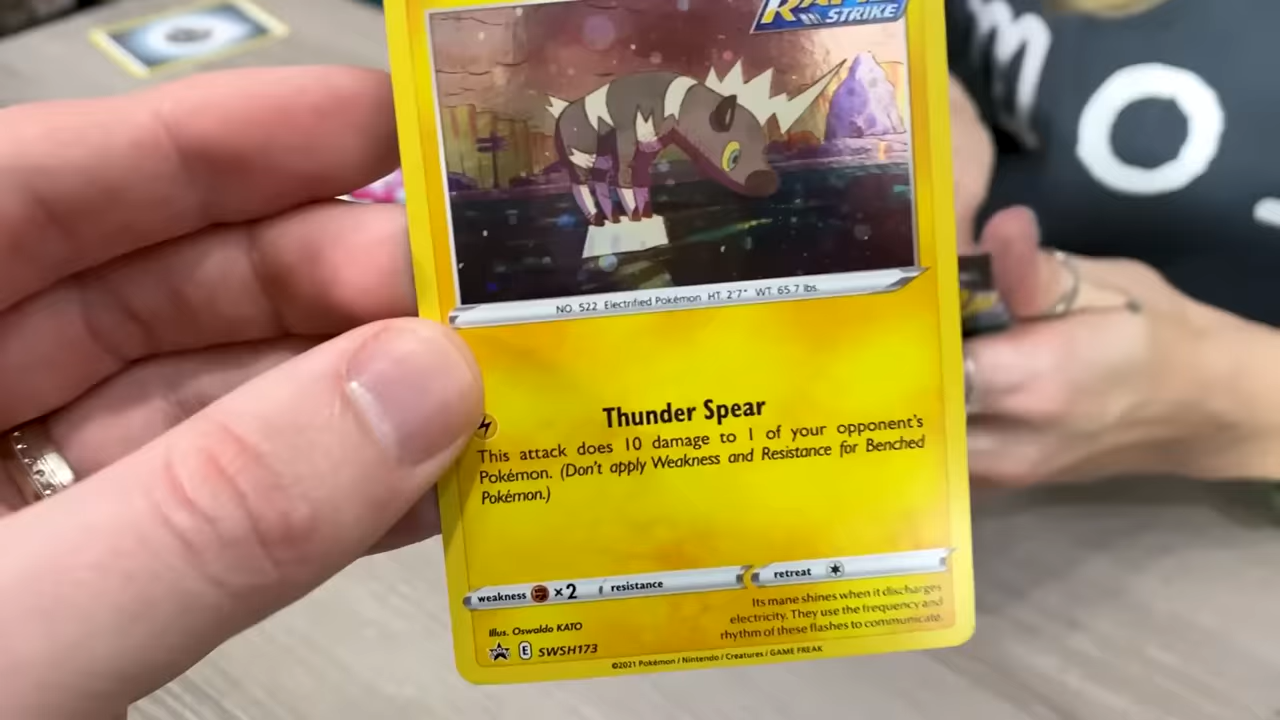 STRIKE
NO. 522 Electrified Pokémon HT. 2'7" WT. 65.7 lbs.
Thunder Spear
This attack does 10 damage to 1 of your opponent's
Pokémon. (Don't apply Weakness and Resistance for Benched
Pokémon.)
weakness ×2 resistance
retreat
Its mane shines when it discharges
electricity. They use the frequency and
rhythm of these flashes to communicate.
Illus. Oswaldo KATO
E SWSH173
©2021 Pokémon / Nintendo / Creatures / GAME FREAK